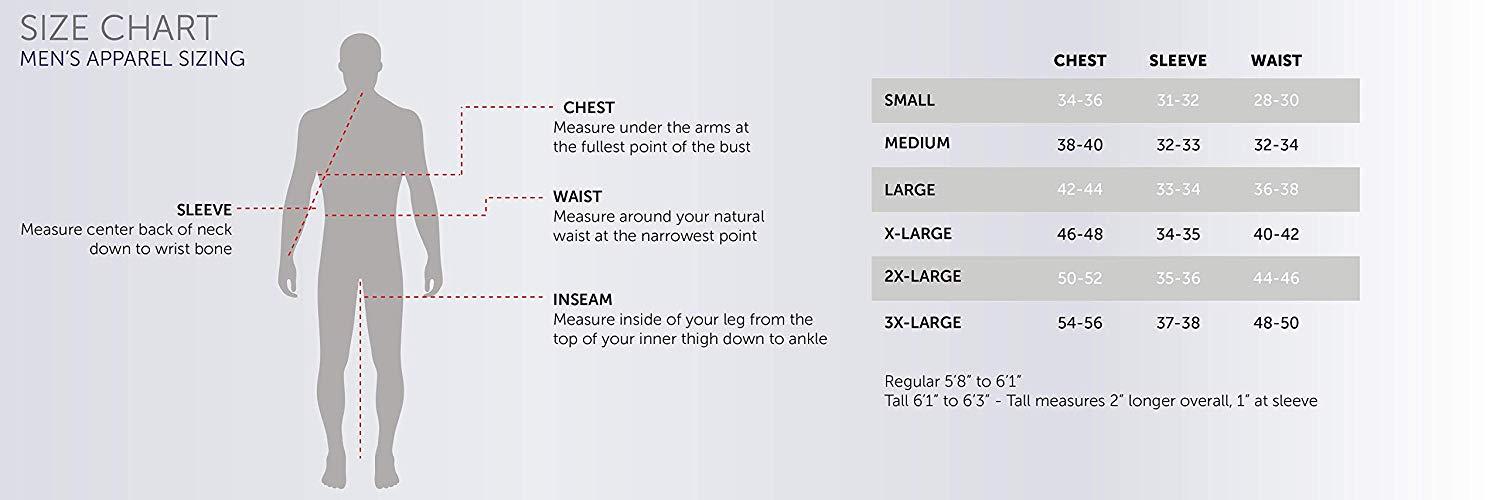 SIZE CHART
MEN'S APPAREL SIZING
CHEST
Measure under the arms at
the fullest point of the bust
SLEEVE
Measure center back of neck
down to wrist bone
WAIST
Measure around your natural
waist at the narrowest point
INSEAM
Measure inside of your leg from the
top of your inner thigh down to ankle
CHEST SLEEVE WAIST
SMALL 34-36 31-32 28-30
MEDIUM 38-40 32-33 32-34
LARGE 42-44 33-34 36-38
X-LARGE 46-48 34-35 40-42
2X-LARGE 50-52 35-36 44-46
3X-LARGE 54-56 37-38 48-50
Regular 5'8" to 6'1"
Tall 6'1" to 6'3" - Tall measures 2" longer overall, 1" at sleeve